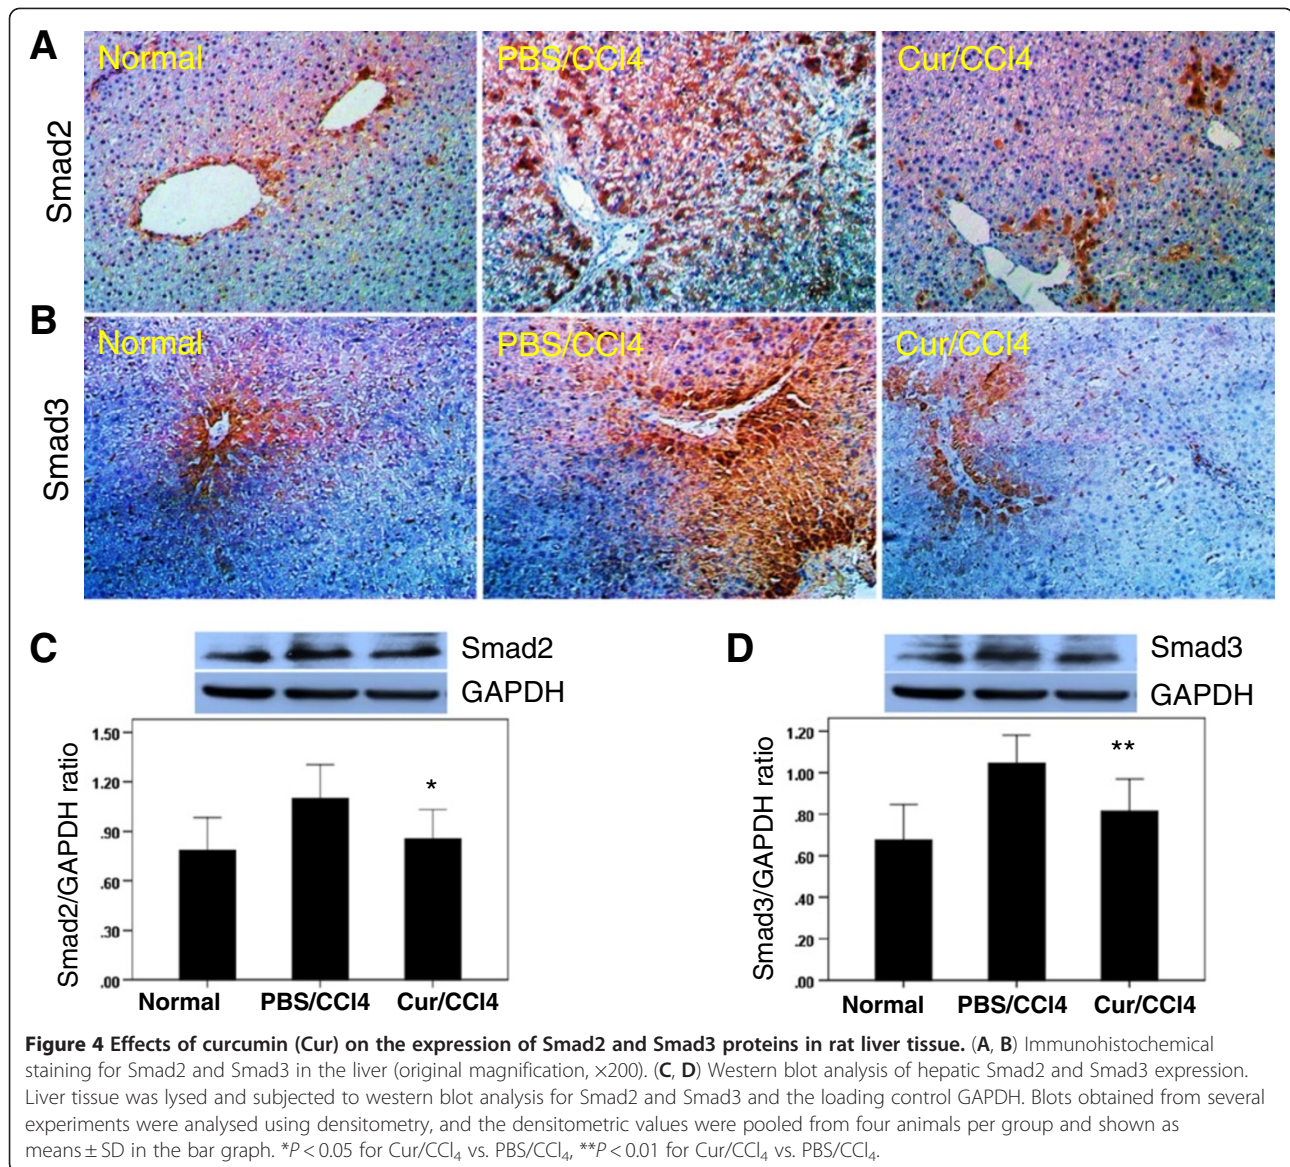 A
Smad2
Normal
PBS/CCl4
Cur/CCl4
B
Smad3
Normal
PBS/CCl4
Cur/CCl4
C
Smad2
GAPDH
Smad2/GAPDH ratio
1.50
1.20
.90
.60
.30
.00
*
Normal
PBS/CCl4
Cur/CCl4
D
Smad3
GAPDH
Smad3/GAPDH ratio
1.20
1.00
.80
.60
.40
.20
.00
**
Normal
PBS/CCl4
Cur/CCl4
Figure 4 Effects of curcumin (Cur) on the expression of Smad2 and Smad3 proteins in rat liver tissue. (A, B) Immunohistochemical
staining for Smad2 and Smad3 in the liver (original magnification, ×200). (C, D) Western blot analysis of hepatic Smad2 and Smad3 expression.
Liver tissue was lysed and subjected to western blot analysis for Smad2 and Smad3 and the loading control GAPDH. Blots obtained from several
experiments were analysed using densitometry, and the densitometric values were pooled from four animals per group and shown as
means ± SD in the bar graph. *P < 0.05 for Cur/CCl₄ vs. PBS/CCl₄, **P < 0.01 for Cur/CCl₄ vs. PBS/CCl₄.